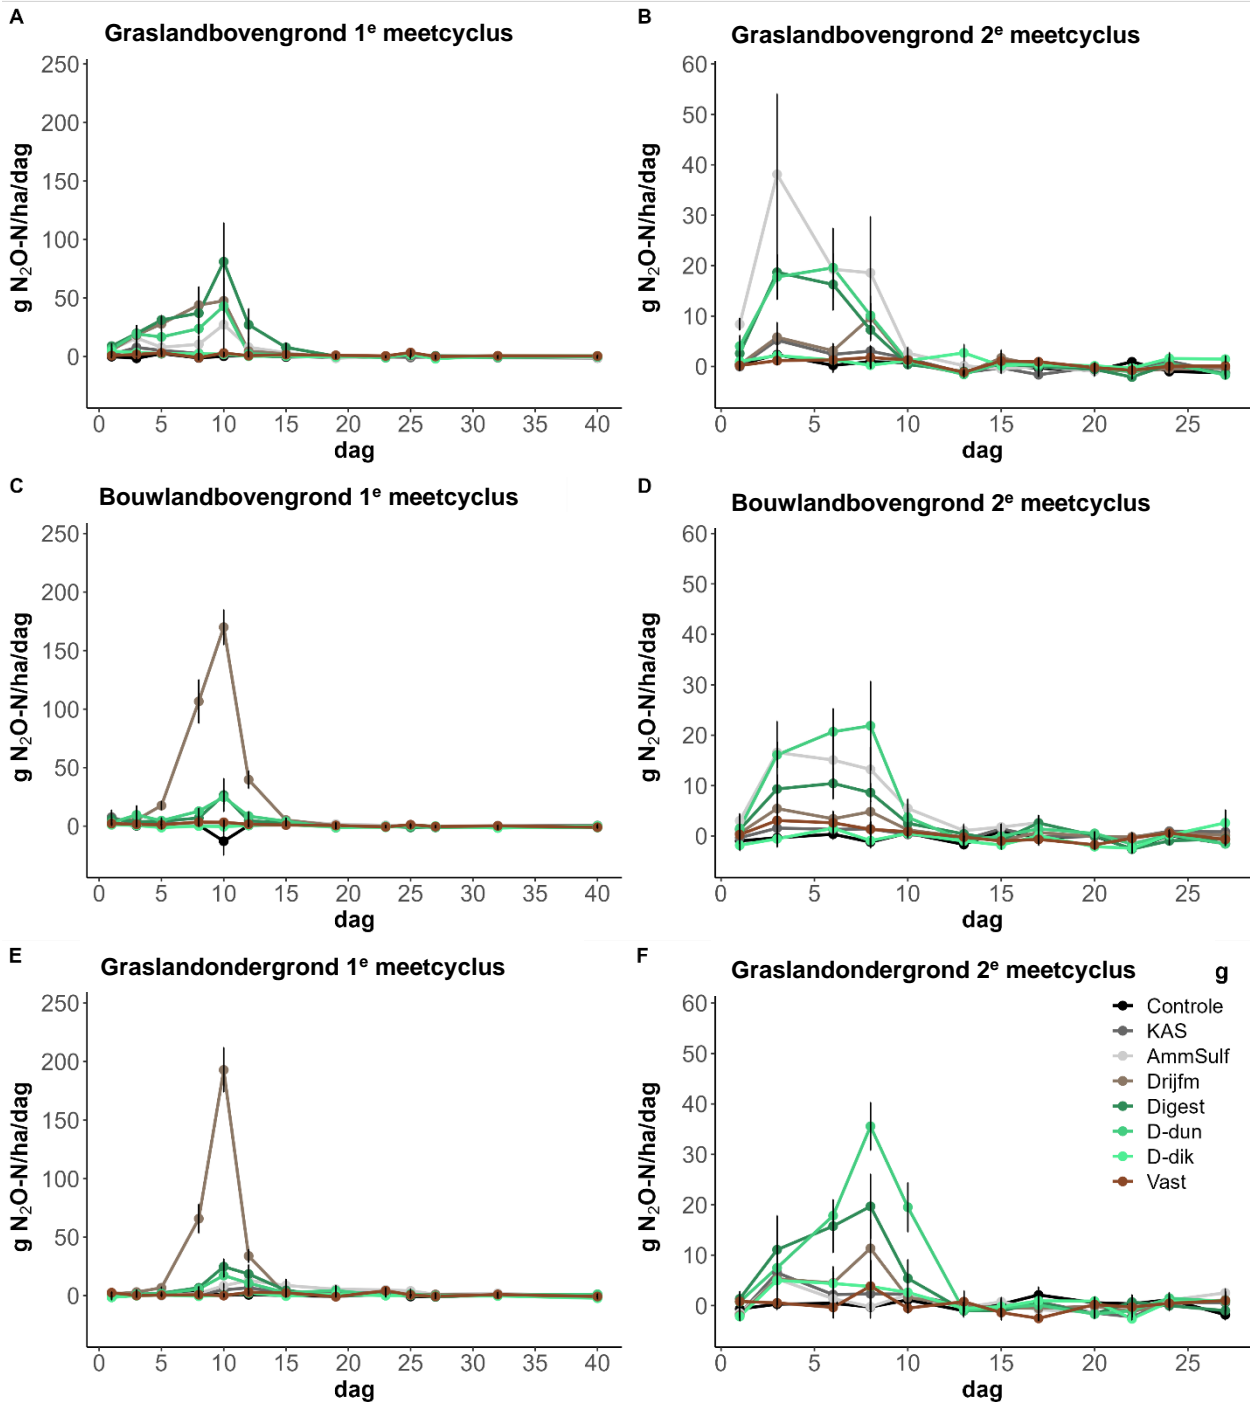 A
Graslandbovengrond 1e meetcyclus
250
200
150
100
50
0
g N2O-N/ha/dag
0 5 10 15 20 25 30 35 40
dag
B
Graslandbovengrond 2e meetcyclus
60
50
40
30
20
10
0
g N2O-N/ha/dag
0 5 10 15 20 25
dag
C
Bouwlandbovengrond 1e meetcyclus
250
200
150
100
50
0
g N2O-N/ha/dag
0 5 10 15 20 25 30 35 40
dag
D
Bouwlandbovengrond 2e meetcyclus
60
50
40
30
20
10
0
g N2O-N/ha/dag
0 5 10 15 20 25
dag
E
Graslandondergrond 1e meetcyclus
250
200
150
100
50
0
g N2O-N/ha/dag
0 5 10 15 20 25 30 35 40
dag
F
Graslandondergrond 2e meetcyclus
g
60
50
40
30
20
10
0
g N2O-N/ha/dag
0 5 10 15 20 25
dag
Controle
KAS
AmmSulf
Drijfm
Digest
D-dun
D-dik
Vast